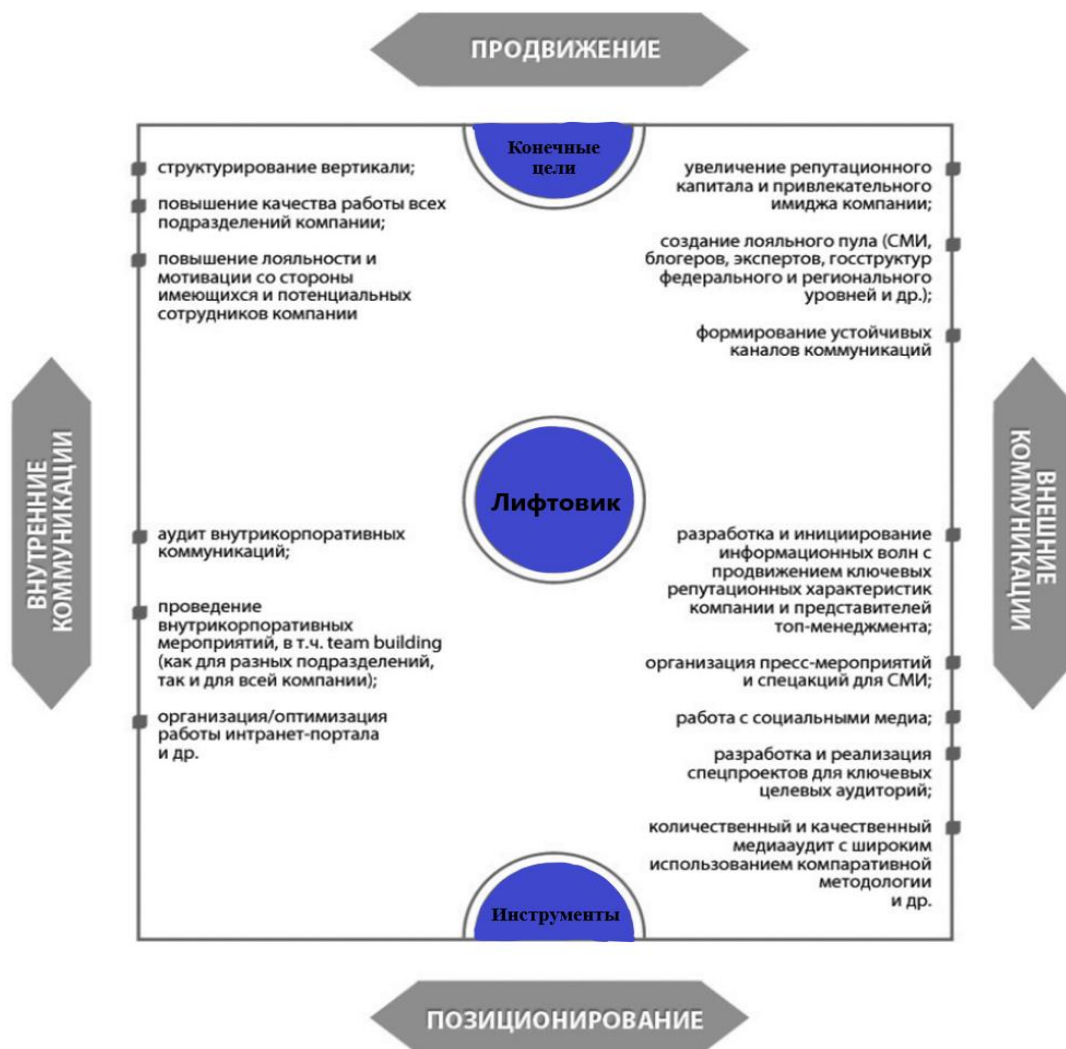 ПРОДВИЖЕНИЕ
Конечные
цели
структурирование вертикали;
повышение качества работы всех
подразделений компании;
повышение лояльности и
мотивации со стороны
имеющихся и потенциальных
сотрудников компании
увеличение репутационного
капитала и привлекательного
имиджа компании;
создание лояльного пула (СМИ,
блогеров, экспертов, госструктур
федерального и регионального
уровней и др.);
формирование устойчивых
каналов коммуникаций
ВНУТРЕННИЕ
КОММУНИКАЦИИ
Лифтовик
ВНЕШНИЕ
КОММУНИКАЦИИ
аудит внутрикорпоративных
коммуникаций;
проведение
внутрикорпоративных
мероприятий, в т.ч. team building
(как для разных подразделений,
так и для всей компании);
организация/оптимизация
работы интранет-портала
и др.
разработка и инициирование
информационных волн с
продвижением ключевых
репутационных характеристик
компании и представителей
топ-менеджмента;
организация пресс-мероприятий
и спецакций для СМИ;
работа с социальными медиа;
разработка и реализация
спецпроектов для ключевых
целевых аудиторий;
количественный и качественный
медиааудит с широким
использованием компаративной
методологии
и др.
Инструменты
ПОЗИЦИОНИРОВАНИЕ